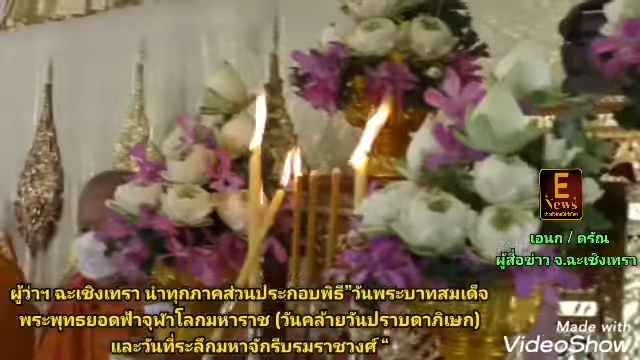 E
News
เอนก / ดรัณ
ผู้สื่อข่าว จ.ฉะเชิงเทรา
ผู้ว่าฯ ฉะเชิงเทรา นำทุกภาคส่วนประกอบพิธี"วันพระบาทสมเด็จ
พระพุทธยอดฟ้าจุฬาโลกมหาราช (วันคล้ายวันปราบดาภิเษก)
และวันที่ระลึกมหาจักรีบรมราชวงศ์ "
Made with
VideoShow